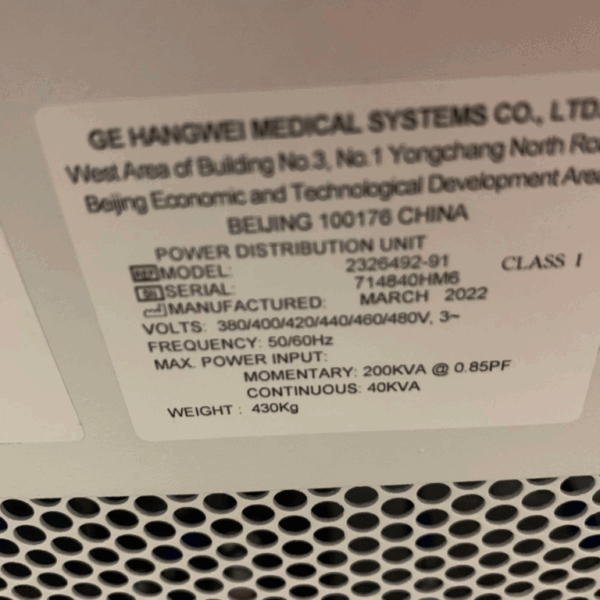 GE HANGWEI MEDICAL SYSTEMS CO., LTD.
West Area of Building No.3, No.1 Yongchang North
Beijing Economic and Technological Development Area
BEIJING 100176 CHINA
POWER DISTRIBUTION UNIT
REF MODEL: 2326492-91 CLASS I
SN SERIAL: 714840HM6
MANUFACTURED: MARCH 2022
VOLTS: 380/400/420/440/460/480V, 3~
FREQUENCY: 50/60Hz
MAX. POWER INPUT:
MOMENTARY: 200KVA @ 0.85PF
CONTINUOUS: 40KVA
WEIGHT : 430Kg